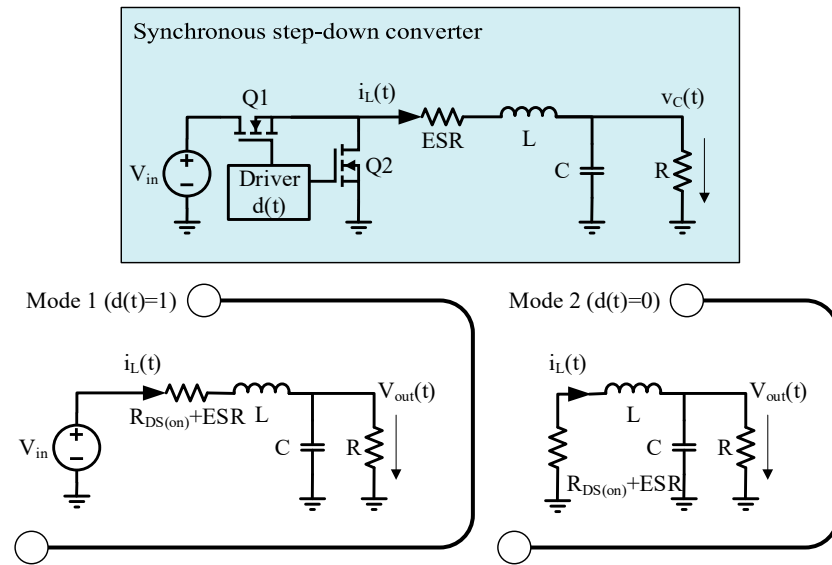 Synchronous step-down converter
Q1
i_L(t)
v_C(t)
ESR
L
V_in
Driver
d(t)
Q2
C
R
Mode 1 (d(t)=1)
i_L(t)
V_out(t)
R_DS(on)+ESR
L
V_in
C
R
Mode 2 (d(t)=0)
i_L(t)
V_out(t)
L
C
R
R_DS(on)+ESR